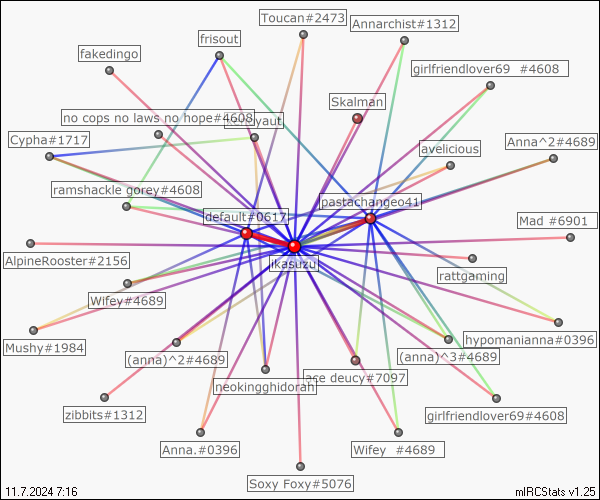 Toucan#2473
Annarchist#1312
frisout
fakedingo
girlfriendlover69 #4608
Skalman
no cops no laws no hope#4608
Cypha#1717
Anna^2#4689
avelicious
ramshackle gorey#4608
pastachangeo41
default#0617
Mad #6901
AlpineRooster#2156
ikasuzu
rattgaming
Wifey#4689
hypomanianna#0396
Mushy#1984
(anna)^2#4689
(anna)^3#4689
ace deucy#7097
neokingghidorah
zibbits#1312
girlfriendlover69#4608
Anna.#0396
Wifey #4689
Soxy Foxy#5076
11.7.2024 7:16
mIRCStats v1.25